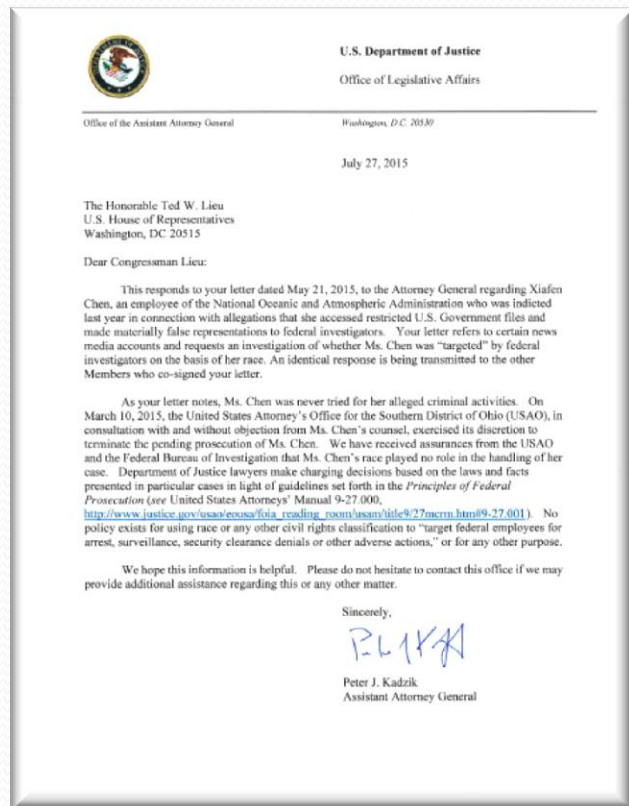 U.S. Department of Justice
Office of Legislative Affairs
Office of the Assistant Attorney General
Washington, D.C. 20530
July 27, 2015
The Honorable Ted W. Lieu
U.S. House of Representatives
Washington, DC 20515
Dear Congressman Lieu:
This responds to your letter dated May 21, 2015, to the Attorney General regarding Xiafen
Chen, an employee of the National Oceanic and Atmospheric Administration who was indicted
last year in connection with allegations that she accessed restricted U.S. Government files and
made materially false representations to federal investigators. Your letter refers to certain news
media accounts and requests an investigation of whether Ms. Chen was "targeted" by federal
investigators on the basis of her race. An identical response is being transmitted to the other
Members who co-signed your letter.
As your letter notes, Ms. Chen was never tried for her alleged criminal activities. On
March 10, 2015, the United States Attorney's Office for the Southern District of Ohio (USAO), in
consultation with and without objection from Ms. Chen's counsel, exercised its discretion to
terminate the pending prosecution of Ms. Chen. We have received assurances from the USAO
and the Federal Bureau of Investigation that Ms. Chen's race played no role in the handling of her
case. Department of Justice lawyers make charging decisions based on the laws and facts
presented in particular cases in light of guidelines set forth in the Principles of Federal
Prosecution (see United States Attorneys' Manual 9-27.000,
http://www.justice.gov/usao/eousa/foia_reading_room/usam/title9/27mcrm.htm#9-27.001). No
policy exists for using race or any other civil rights classification to "target federal employees for
arrest, surveillance, security clearance denials or other adverse actions," or for any other purpose.
We hope this information is helpful. Please do not hesitate to contact this office if we may
provide additional assistance regarding this or any other matter.
Sincerely,
Peter J. Kadzik
Assistant Attorney General